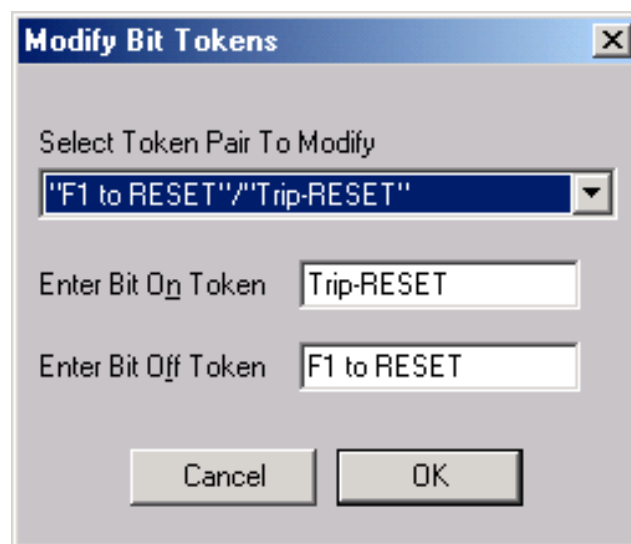 Modify Bit Tokens
Select Token Pair To Modify
"F1 to RESET"/"Trip-RESET"
Enter Bit On Token Trip-RESET
Enter Bit Off Token F1 to RESET
Cancel OK